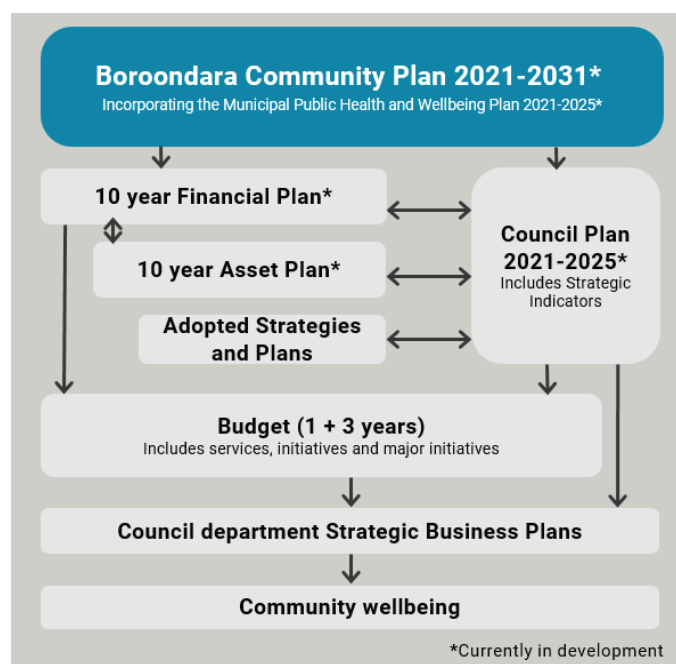 Boroondara Community Plan 2021-2031*
Incorporating the Municipal Public Health and Wellbeing Plan 2021-2025*
10 year Financial Plan*
10 year Asset Plan*
Adopted Strategies
and Plans
Council Plan
2021-2025*
Includes Strategic
Indicators
Budget (1 + 3 years)
Includes services, initiatives and major initiatives
Council department Strategic Business Plans
Community wellbeing
*Currently in development